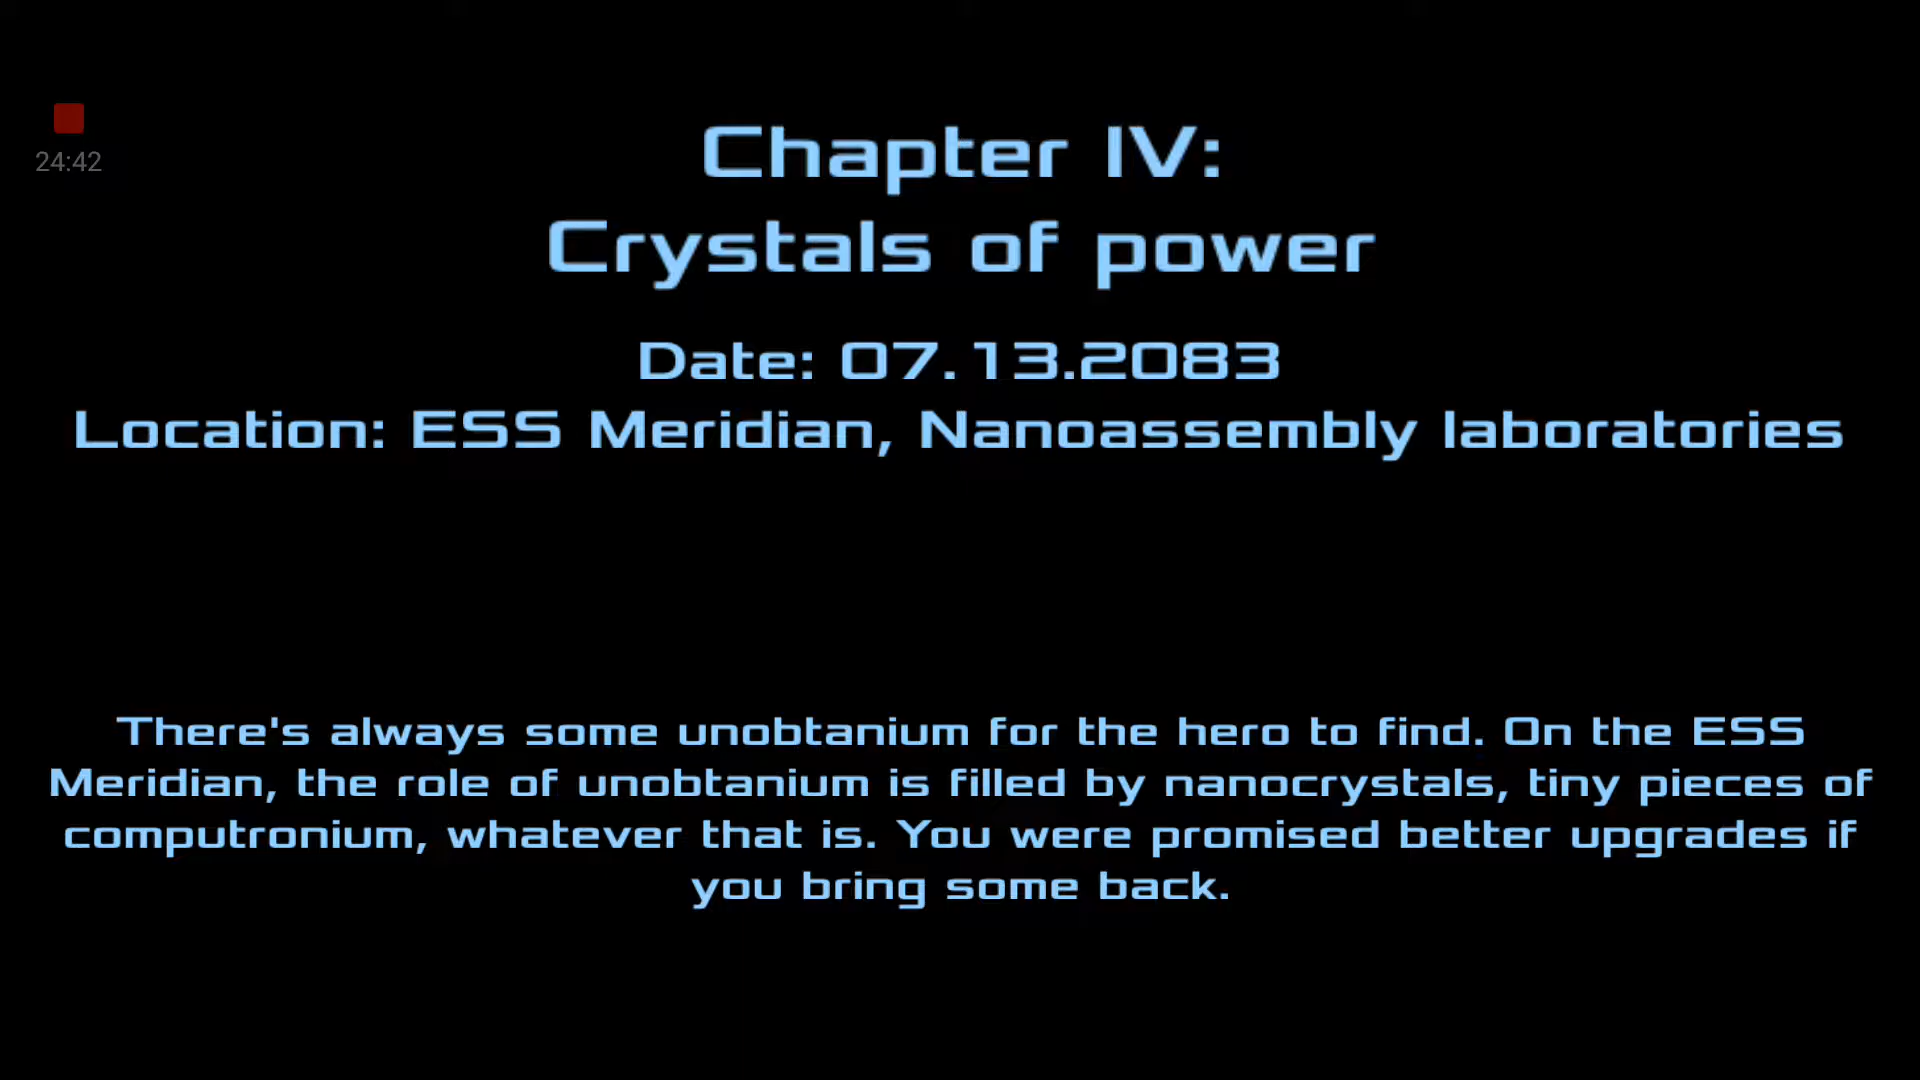 24:42
Chapter IV:
Crystals of power
Date: 07.13.2083
Location: ESS Meridian, Nanoassembly laboratories
There's always some unobtanium for the hero to find. On the ESS
Meridian, the role of unobtanium is filled by nanocrystals, tiny pieces of
computronium, whatever that is. You were promised better upgrades if
you bring some back.